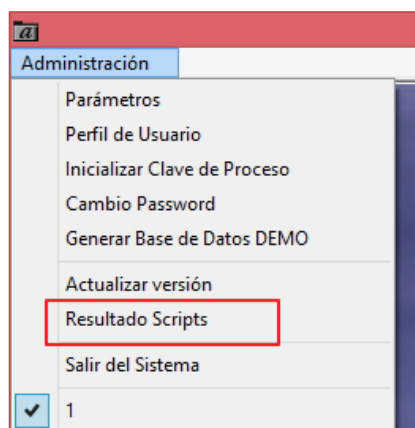 a
Administración
Parámetros
Perfil de Usuario
Inicializar Clave de Proceso
Cambio Password
Generar Base de Datos DEMO
Actualizar versión
Resultado Scripts
Salir del Sistema
1